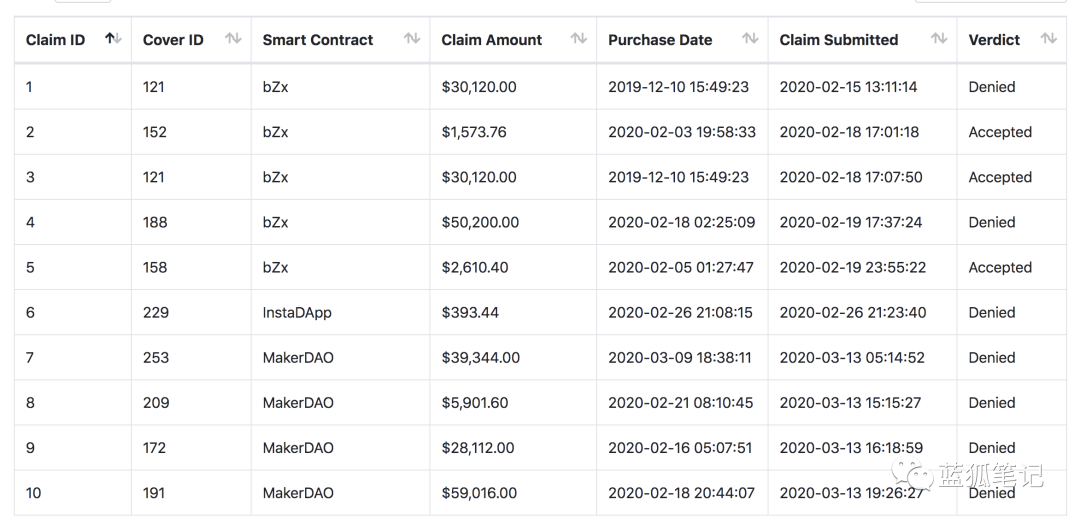 Claim ID Cover ID Smart Contract Claim Amount Purchase Date Claim Submitted Verdict
1 121 bZx $30,120.00 2019-12-10 15:49:23 2020-02-15 13:11:14 Denied
2 152 bZx $1,573.76 2020-02-03 19:58:33 2020-02-18 17:01:18 Accepted
3 121 bZx $30,120.00 2019-12-10 15:49:23 2020-02-18 17:07:50 Accepted
4 188 bZx $50,200.00 2020-02-18 02:25:09 2020-02-19 17:37:24 Denied
5 158 bZx $2,610.40 2020-02-05 01:27:47 2020-02-19 23:55:22 Accepted
6 229 InstaDApp $393.44 2020-02-26 21:08:15 2020-02-26 21:23:40 Denied
7 253 MakerDAO $39,344.00 2020-03-09 18:38:11 2020-03-13 05:14:52 Denied
8 209 MakerDAO $5,901.60 2020-02-21 08:10:45 2020-03-13 15:15:27 Denied
9 172 MakerDAO $28,112.00 2020-02-16 05:07:51 2020-03-13 16:18:59 Denied
蓝狐笔记
10 191 MakerDAO $59,016.00 2020-02-18 20:44:07 2020-03-13 19:26:27 Denied